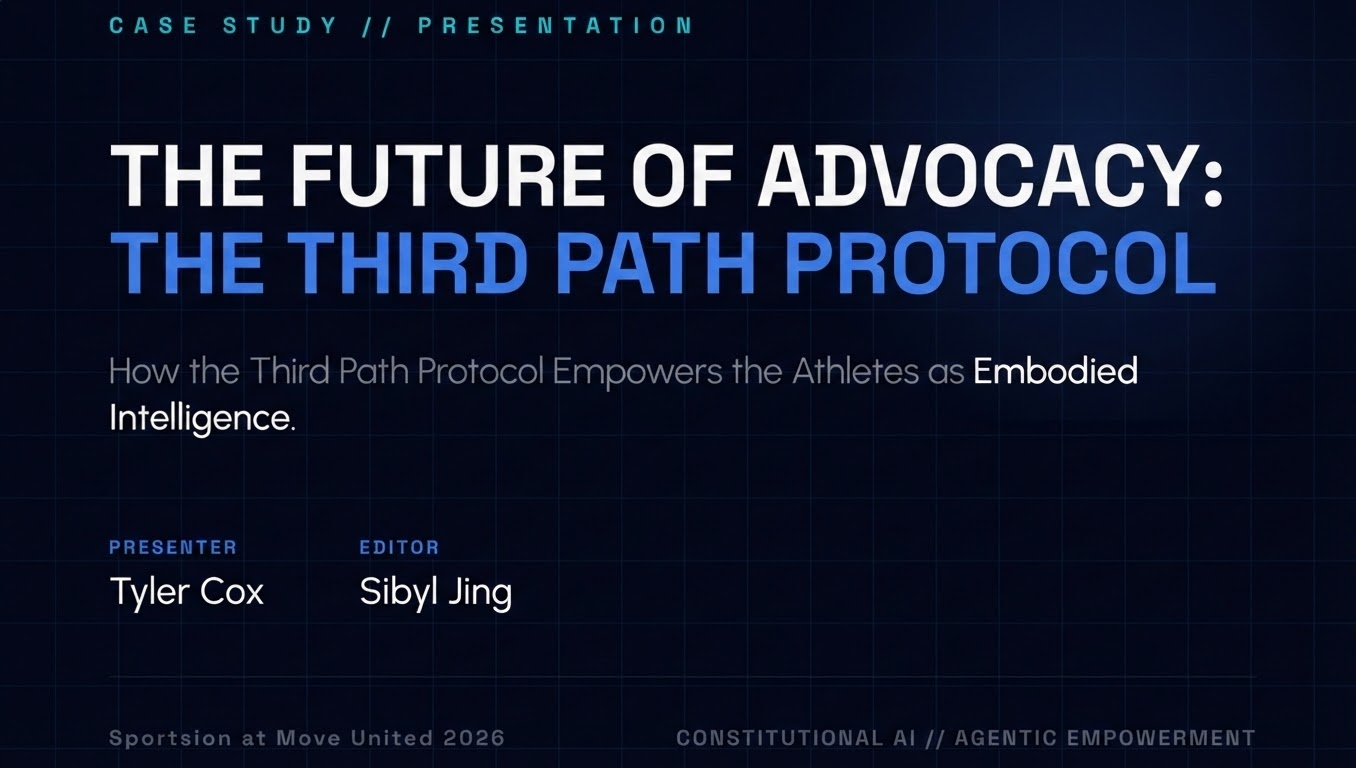 CASE STUDY // PRESENTATION
THE FUTURE OF ADVOCACY:
THE THIRD PATH PROTOCOL
How the Third Path Protocol Empowers the Athletes as Embodied
Intelligence.
PRESENTER
Tyler Cox
EDITOR
Sibyl Jing
Sportsion at Move United 2026
CONSTITUTIONAL AI // AGENTIC EMPOWERMENT